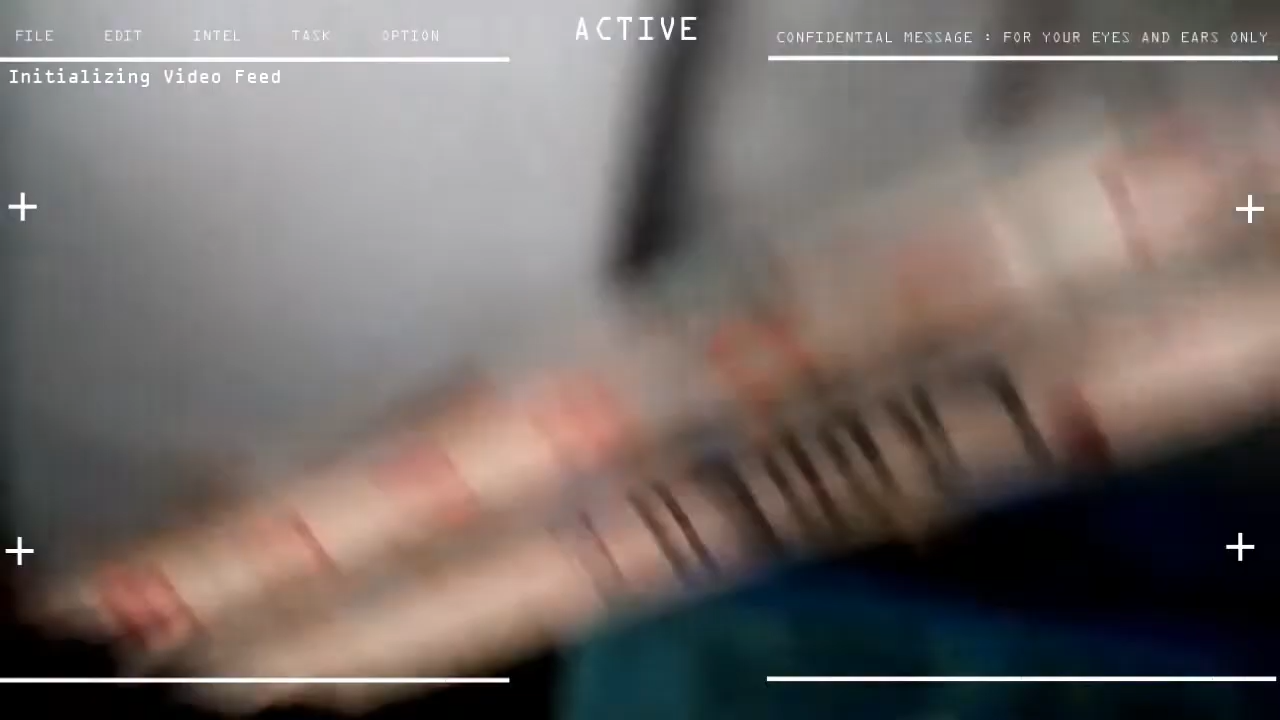 FILE EDIT INTEL TASK OPTION
ACTIVE
CONFIDENTIAL MESSAGE : FOR YOUR EYES AND EARS ONLY
Initializing Video Feed